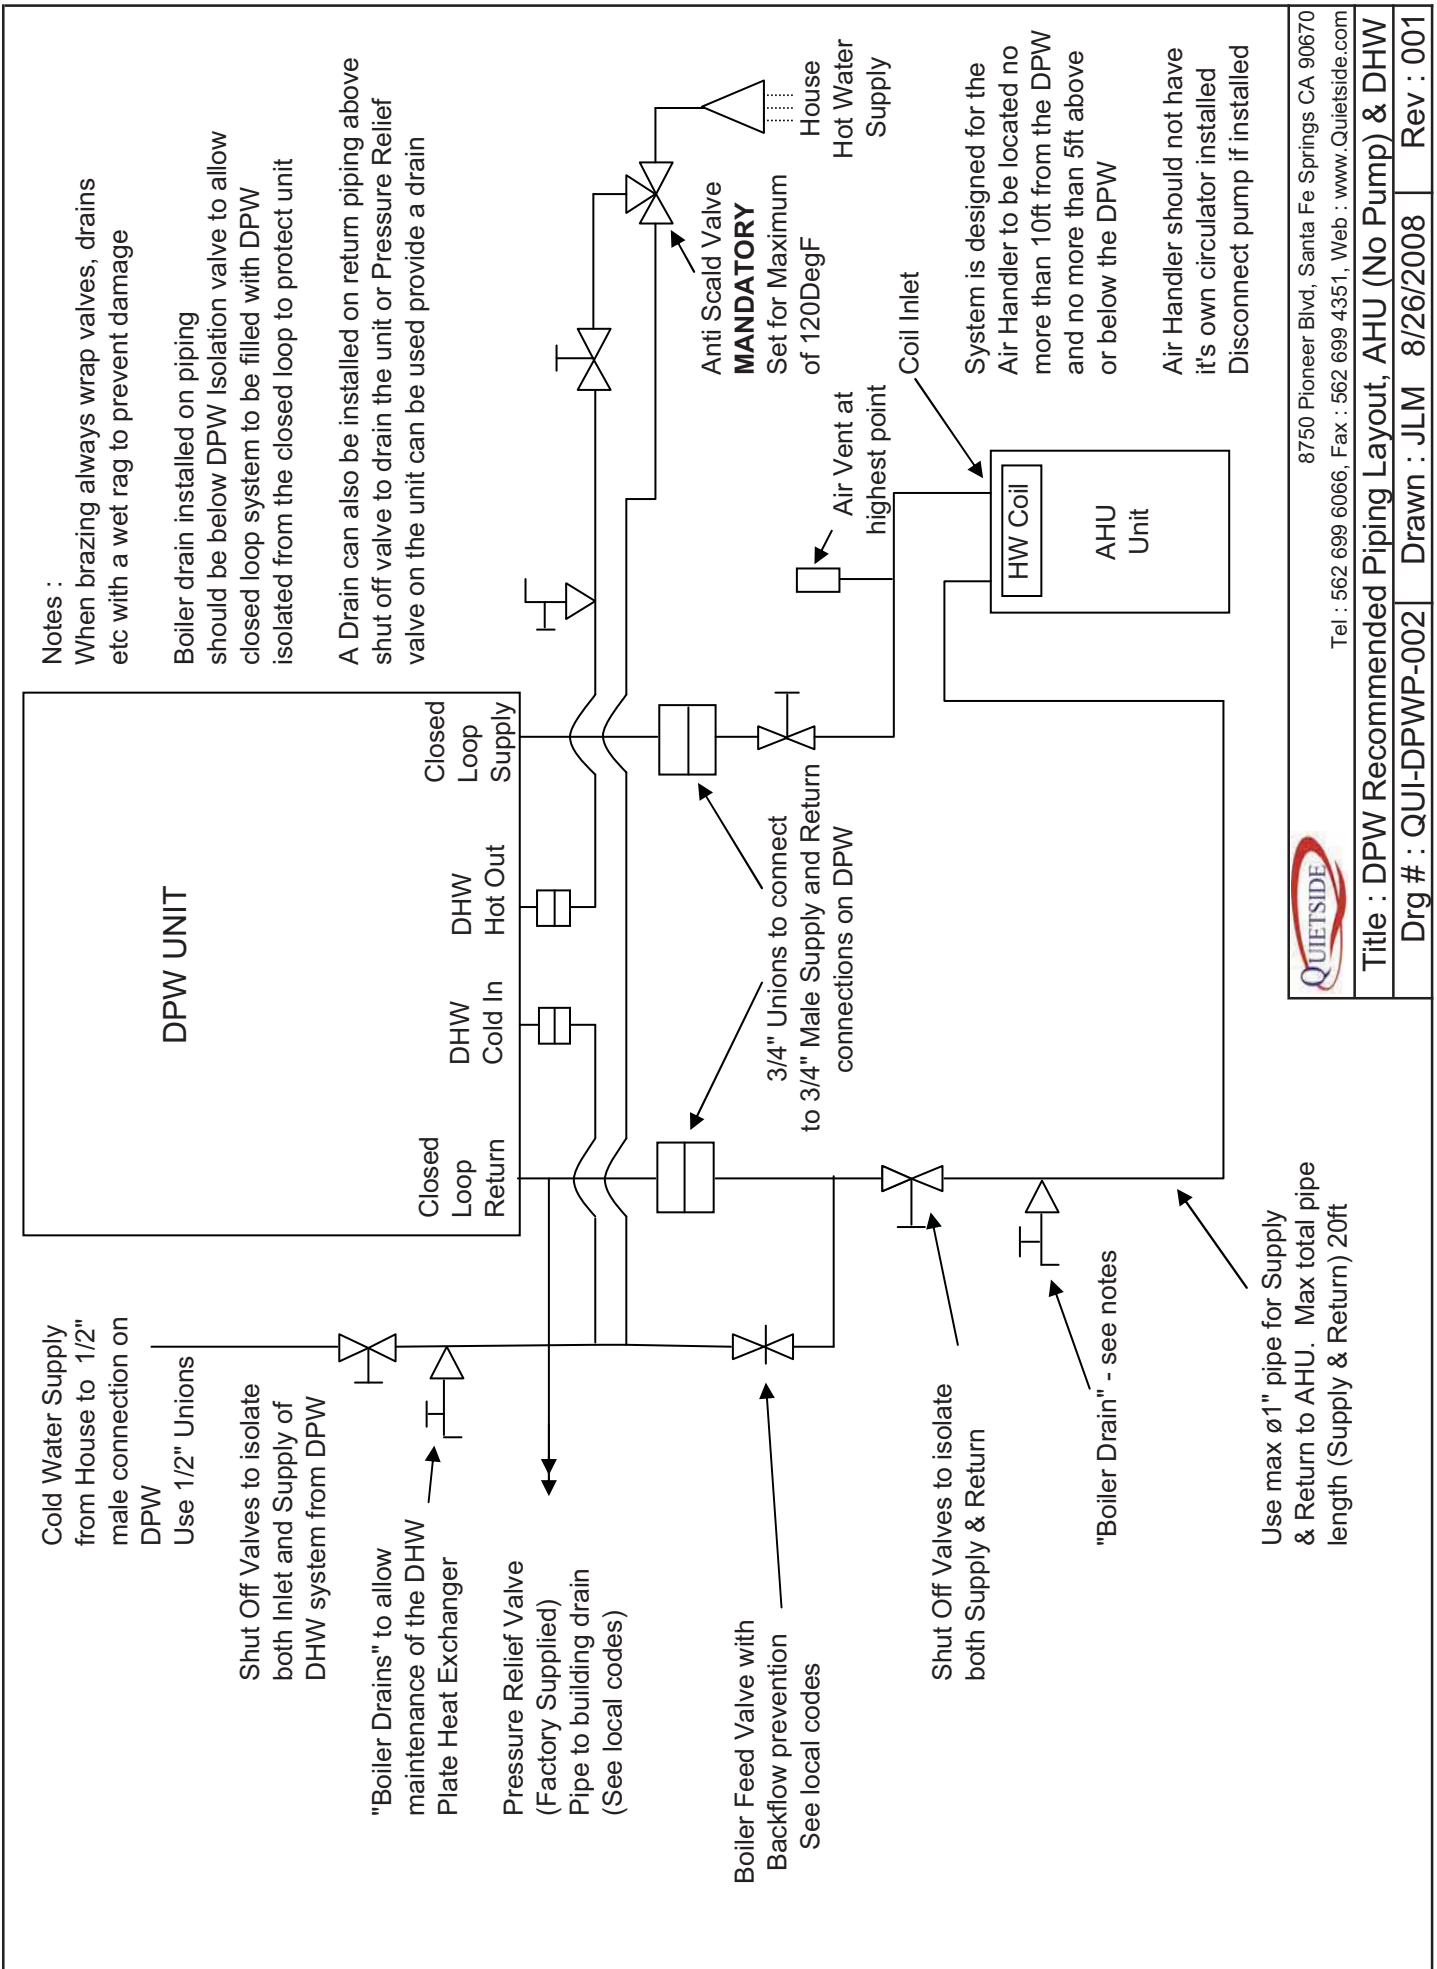 Cold Water Supply
from House to 1/2"
male connection on
DPW
Use 1/2" Unions
Shut Off Valves to isolate
both Inlet and Supply of
DHW system from DPW
"Boiler Drains" to allow
maintenance of the DHW
Plate Heat Exchanger
Pressure Relief Valve
(Factory Supplied)
Pipe to building drain
(See local codes)
Boiler Feed Valve with
Backflow prevention
See local codes
Shut Off Valves to isolate
both Supply & Return
"Boiler Drain" - see notes
Use max ø1" pipe for Supply
& Return to AHU. Max total pipe
length (Supply & Return) 20ft
DPW UNIT
Closed
Loop
Return
DHW
Cold In
DHW
Hot Out
Closed
Loop
Supply
3/4" Unions to connect
to 3/4" Male Supply and Return
connections on DPW
Notes :
When brazing always wrap valves, drains
etc with a wet rag to prevent damage
Boiler drain installed on piping
should be below DPW Isolation valve to allow
closed loop system to be filled with DPW
isolated from the closed loop to protect unit
A Drain can also be installed on return piping above
shut off valve to drain the unit or Pressure Relief
valve on the unit can be used provide a drain
Anti Scald Valve
MANDATORY
Set for Maximum
of 120DegF
House
Hot Water
Supply
Air Vent at
highest point
Coil Inlet
HW Coil
AHU
Unit
System is designed for the
Air Handler to be located no
more than 10ft from the DPW
and no more than 5ft above
or below the DPW
Air Handler should not have
it's own circulator installed
Disconnect pump if installed
QUIETSIDE
8750 Pioneer Blvd, Santa Fe Springs CA 90670
Tel : 562 699 6066, Fax : 562 699 4351, Web : www.Quietside.com
Title : DPW Recommended Piping Layout, AHU (No Pump) & DHW
Drg # : QUI-DPWP-002 Drawn : JLM 8/26/2008 Rev : 001